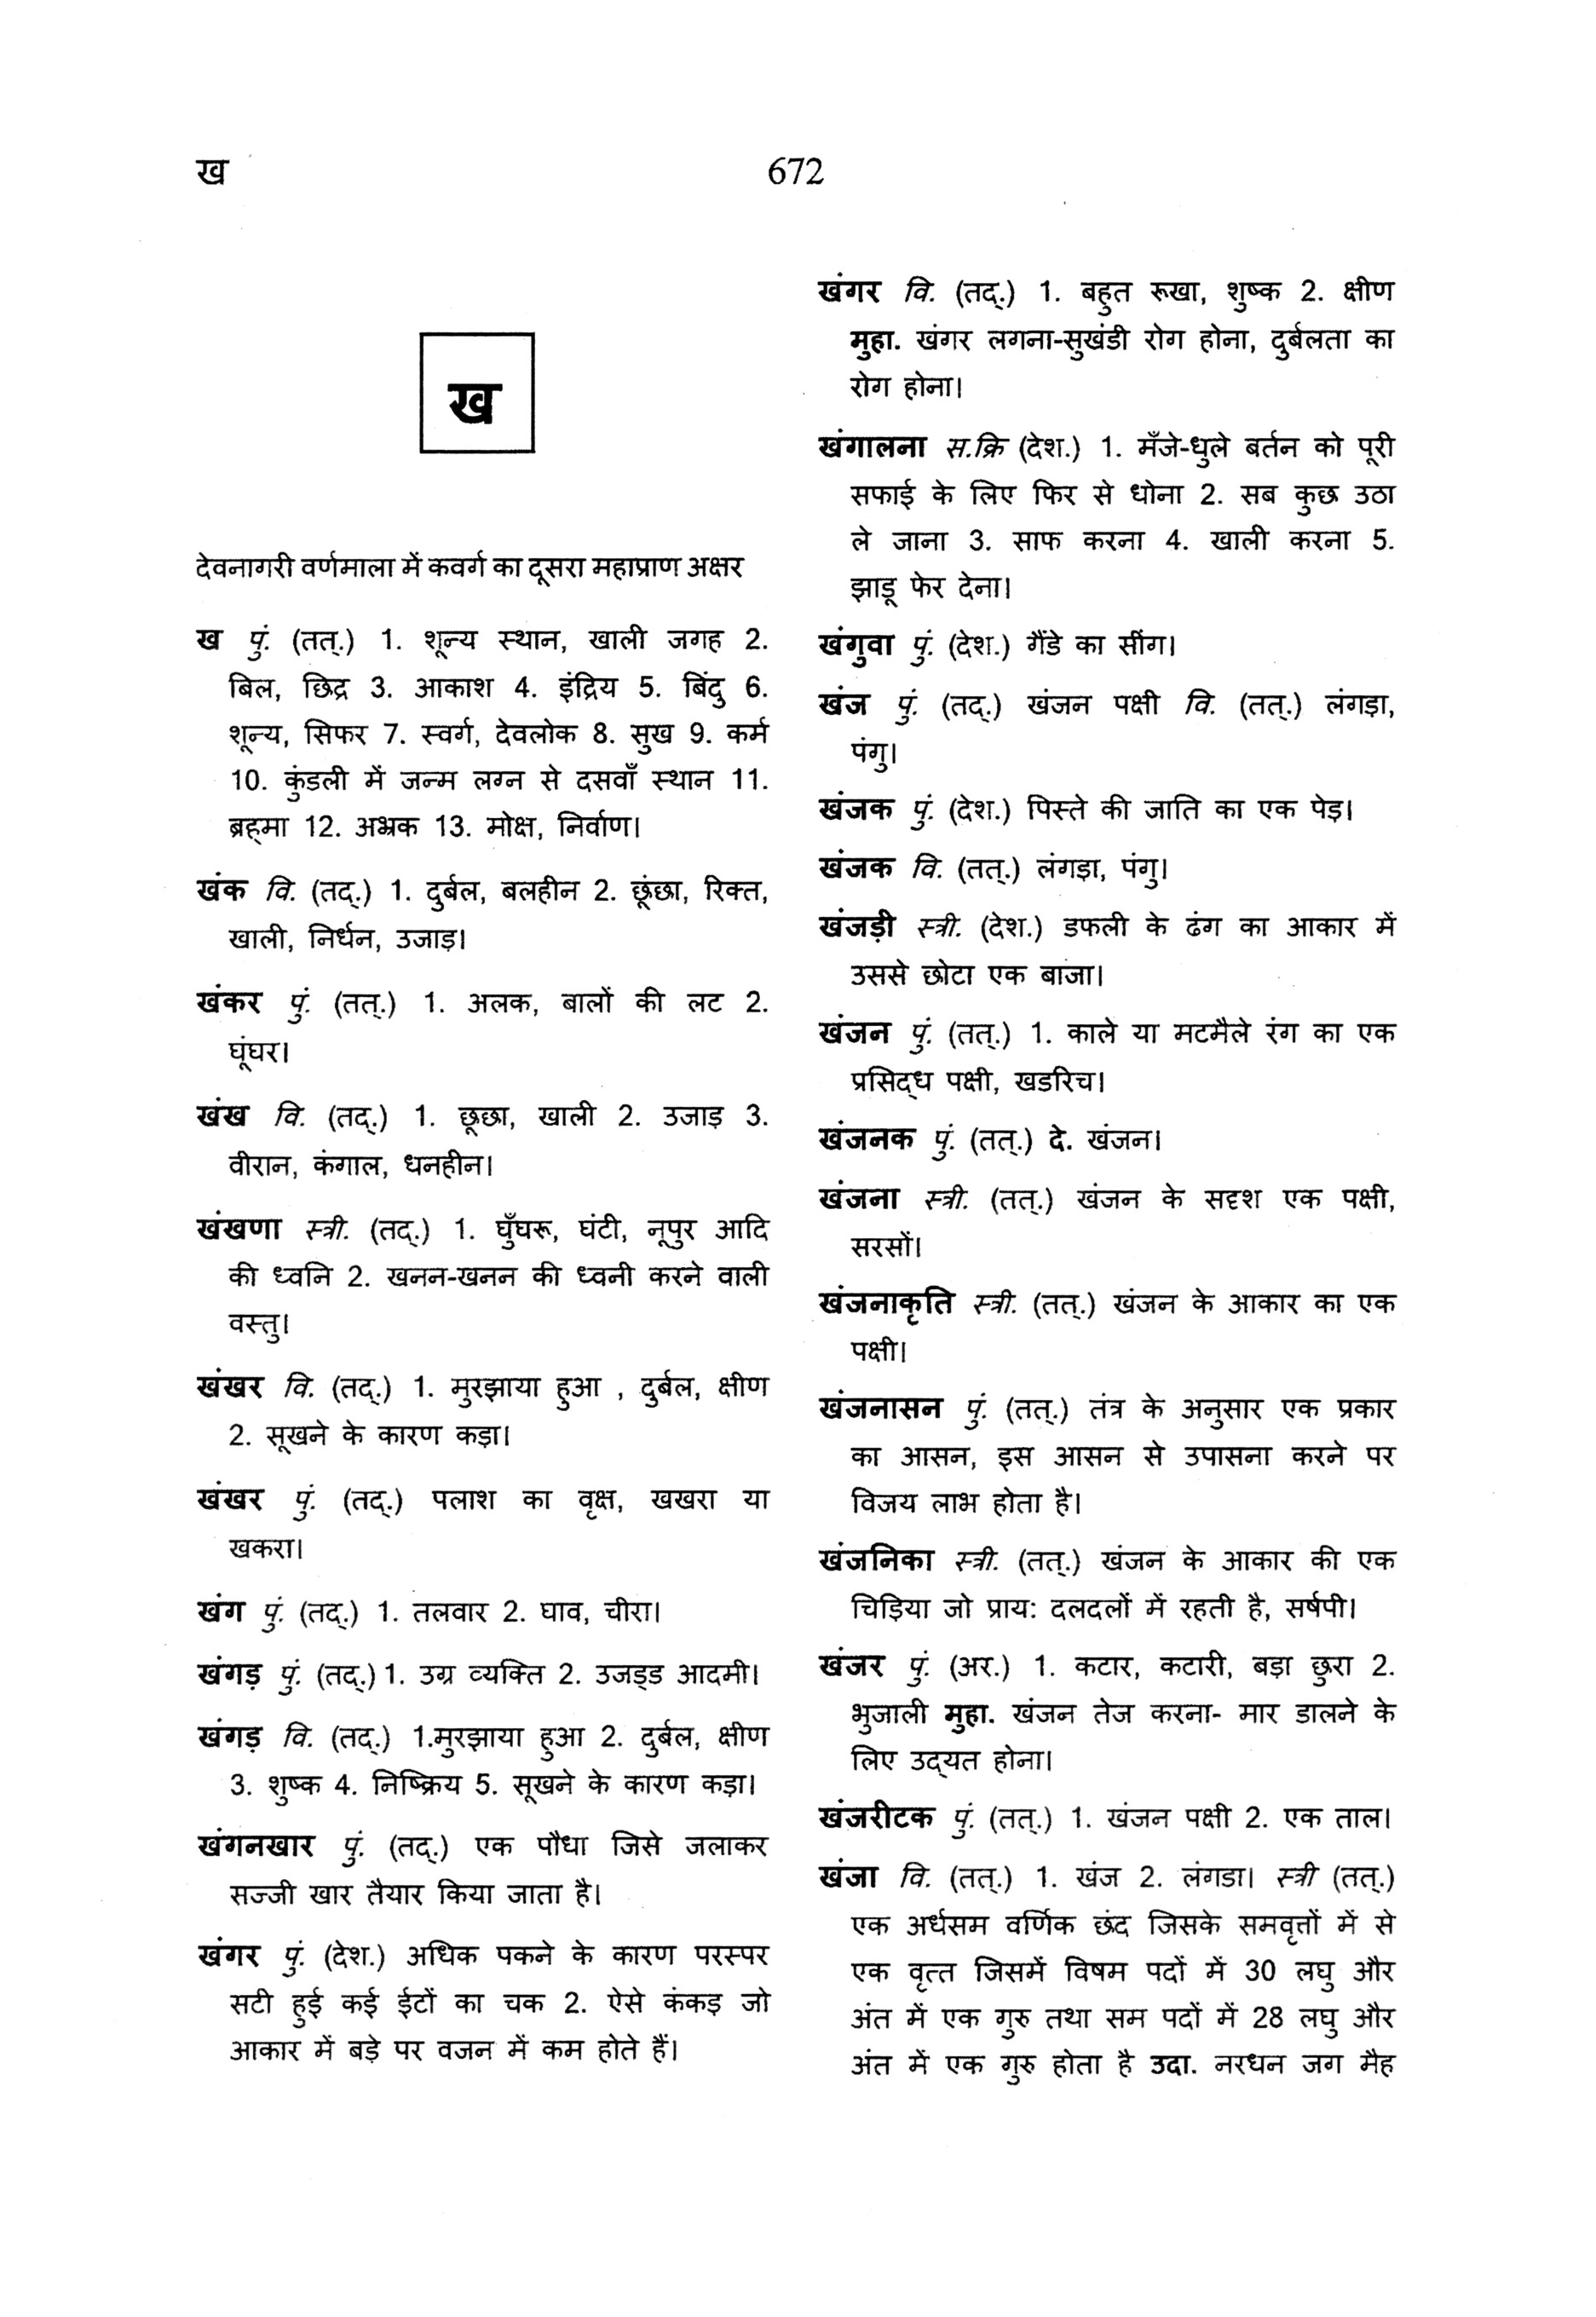 ख
672
ख
देवनागरी वर्णमाला में कवर्ग का दूसरा महाप्राण अक्षर
ख पुं. (तत्.) 1. शून्य स्थान, खाली जगह 2.
बिल, छिद्र 3. आकाश 4. इंद्रिय 5. बिंदु 6.
शून्य, सिफर 7. स्वर्ग, देवलोक 8. सुख 9. कर्म
10. कुंडली में जन्म लग्न से दसवाँ स्थान 11.
ब्रह्मा 12. अभ्रक 13. मोक्ष, निर्वाण।
खंक वि. (तद्.) 1. दुर्बल, बलहीन 2. छूंछा, रिक्त,
खाली, निर्धन, उजाड़।
खंकर पुं. (तत्.) 1. अलक, बालों की लट 2.
घूंघर।
खंख वि. (तद्.) 1. छूछा, खाली 2. उजाड़ 3.
वीरान, कंगाल, धनहीन।
खंखणा स्त्री. (तद्.) 1. घुँघरू, घंटी, नूपुर आदि
की ध्वनि 2. खनन-खनन की ध्वनी करने वाली
वस्तु।
खंखर वि. (तद्.) 1. मुरझाया हुआ , दुर्बल, क्षीण
2. सूखने के कारण कड़ा।
खंखर पुं. (तद्.) पलाश का वृक्ष, खखरा या
खकरा।
खंग पुं. (तद्.) 1. तलवार 2. घाव, चीरा।
खंगड़ पुं. (तद्.) 1. उग्र व्यक्ति 2. उजड्ड आदमी।
खंगड़ वि. (तद्.) 1.मुरझाया हुआ 2. दुर्बल, क्षीण
3. शुष्क 4. निष्क्रिय 5. सूखने के कारण कड़ा।
खंगनखार पुं. (तद्.) एक पौधा जिसे जलाकर
सज्जी खार तैयार किया जाता है।
खंगर पुं. (देश.) अधिक पकने के कारण परस्पर
सटी हुई कई ईटों का चक 2. ऐसे कंकड़ जो
आकार में बड़े पर वजन में कम होते हैं।
खंगर वि. (तद्.) 1. बहुत रूखा, शुष्क 2. क्षीण
मुहा. खंगर लगना-सुखंडी रोग होना, दुर्बलता का
रोग होना।
खंगालना स.क्रि (देश.) 1. मँजे-धुले बर्तन को पूरी
सफाई के लिए फिर से धोना 2. सब कुछ उठा
ले जाना 3. साफ करना 4. खाली करना 5.
झाडू फेर देना।
खंगुवा पुं. (देश.) गैंडे का सींग।
खंज पुं. (तद्.) खंजन पक्षी वि. (तत्.) लंगड़ा,
पंगु।
खंजक पुं. (देश.) पिस्ते की जाति का एक पेड़।
खंजक वि. (तत्.) लंगड़ा, पंगु।
खंजड़ी स्त्री. (देश.) डफली के ढंग का आकार में
उससे छोटा एक बाजा।
खंजन पुं. (तत्.) 1. काले या मटमैले रंग का एक
प्रसिद्ध पक्षी, खडरिच।
खंजनक पुं. (तत्.) दे. खंजन।
खंजना स्त्री. (तत्.) खंजन के सदृश एक पक्षी,
सरसों।
खंजनाकृति स्त्री. (तत्.) खंजन के आकार का एक
पक्षी।
खंजनासन पुं. (तत्.) तंत्र के अनुसार एक प्रकार
का आसन, इस आसन से उपासना करने पर
विजय लाभ होता है।
खंजनिका स्त्री. (तत्.) खंजन के आकार की एक
चिड़िया जो प्राय: दलदलों में रहती है, सर्षपी।
खंजर पुं. (अर.) 1. कटार, कटारी, बड़ा छुरा 2.
भुजाली मुहा. खंजन तेज करना- मार डालने के
लिए उद्यत होना।
खंजरीटक पुं. (तत्.) 1. खंजन पक्षी 2. एक ताल।
खंजा वि. (तत्.) 1. खंज 2. लंगडा। स्त्री (तत्.)
एक अर्धसम वर्णिक छंद जिसके समवृत्तों में से
एक वृत्त जिसमें विषम पदों में 30 लघु और
अंत में एक गुरु तथा सम पदों में 28 लघु और
अंत में एक गुरु होता है उदा. नरधन जग मैह